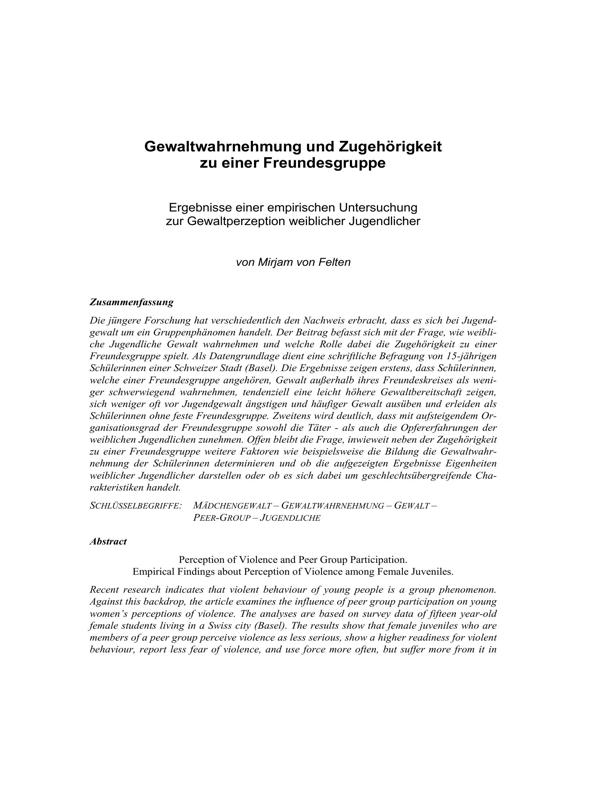 Gewaltwahrnehmung und Zugehörigkeit
zu einer Freundesgruppe
Ergebnisse einer empirischen Untersuchung
zur Gewaltperzeption weiblicher Jugendlicher
von Mirjam von Felten
Zusammenfassung
Die jüngere Forschung hat verschiedentlich den Nachweis erbracht, dass es sich bei Jugend-
gewalt um ein Gruppenphänomen handelt. Der Beitrag befasst sich mit der Frage, wie weibli-
che Jugendliche Gewalt wahrnehmen und welche Rolle dabei die Zugehörigkeit zu einer
Freundesgruppe spielt. Als Datengrundlage dient eine schriftliche Befragung von 15-jährigen
Schülerinnen einer Schweizer Stadt (Basel). Die Ergebnisse zeigen erstens, dass Schülerinnen,
welche einer Freundesgruppe angehören, Gewalt außerhalb ihres Freundeskreises als weni-
ger schwerwiegend wahrnehmen, tendenziell eine leicht höhere Gewaltbereitschaft zeigen,
sich weniger oft vor Jugendgewalt ängstigen und häufiger Gewalt ausüben und erleiden als
Schülerinnen ohne feste Freundesgruppe. Zweitens wird deutlich, dass mit aufsteigendem Or-
ganisationsgrad der Freundesgruppe sowohl die Täter - als auch die Opfererfahrungen der
weiblichen Jugendlichen zunehmen. Offen bleibt die Frage, inwieweit neben der Zugehörigkeit
zu einer Freundesgruppe weitere Faktoren wie beispielsweise die Bildung die Gewaltwahr-
nehmung der Schülerinnen determinieren und ob die aufgezeigten Ergebnisse Eigenheiten
weiblicher Jugendlicher darstellen oder ob es sich dabei um geschlechtsübergreifende Cha-
rakteristiken handelt.
SCHLÜSSELBEGRIFFE: MÄDCHENGEWALT – GEWALTWAHRNEHMUNG – GEWALT –
PEER-GROUP – JUGENDLICHE
Abstract
Perception of Violence and Peer Group Participation.
Empirical Findings about Perception of Violence among Female Juveniles.
Recent research indicates that violent behaviour of young people is a group phenomenon.
Against this backdrop, the article examines the influence of peer group participation on young
women's perceptions of violence. The analyses are based on survey data of fifteen year-old
female students living in a Swiss city (Basel). The results show that female juveniles who are
members of a peer group perceive violence as less serious, show a higher readiness for violent
behaviour, report less fear of violence, and use force more often, but suffer more from it in